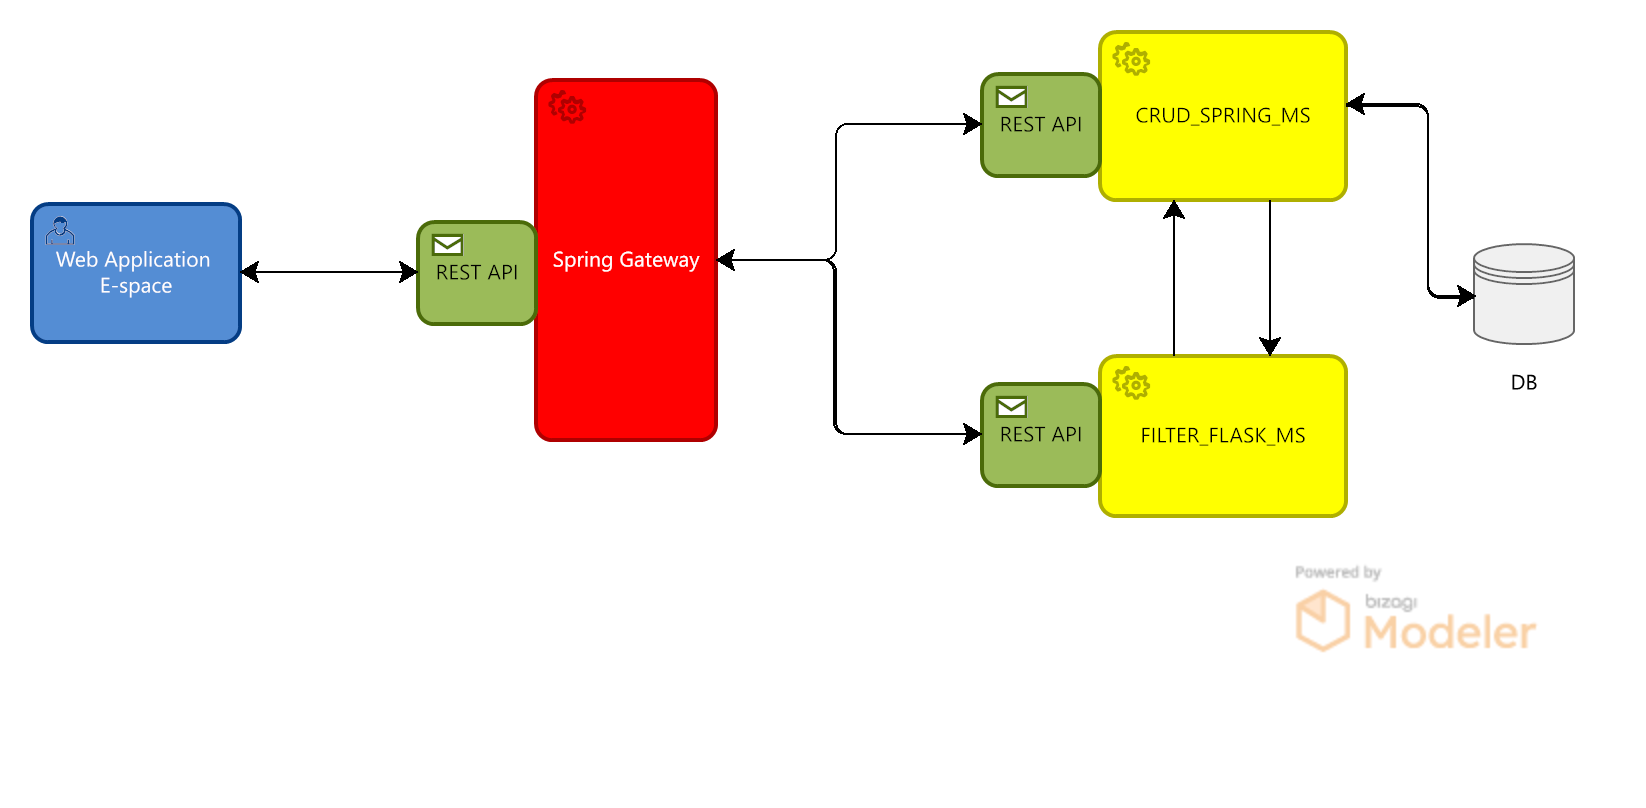 Web Application
E-space
REST API
Spring Gateway
REST API
CRUD_SPRING_MS
REST API
FILTER_FLASK_MS
DB
Powered by
bizagi
Modeler